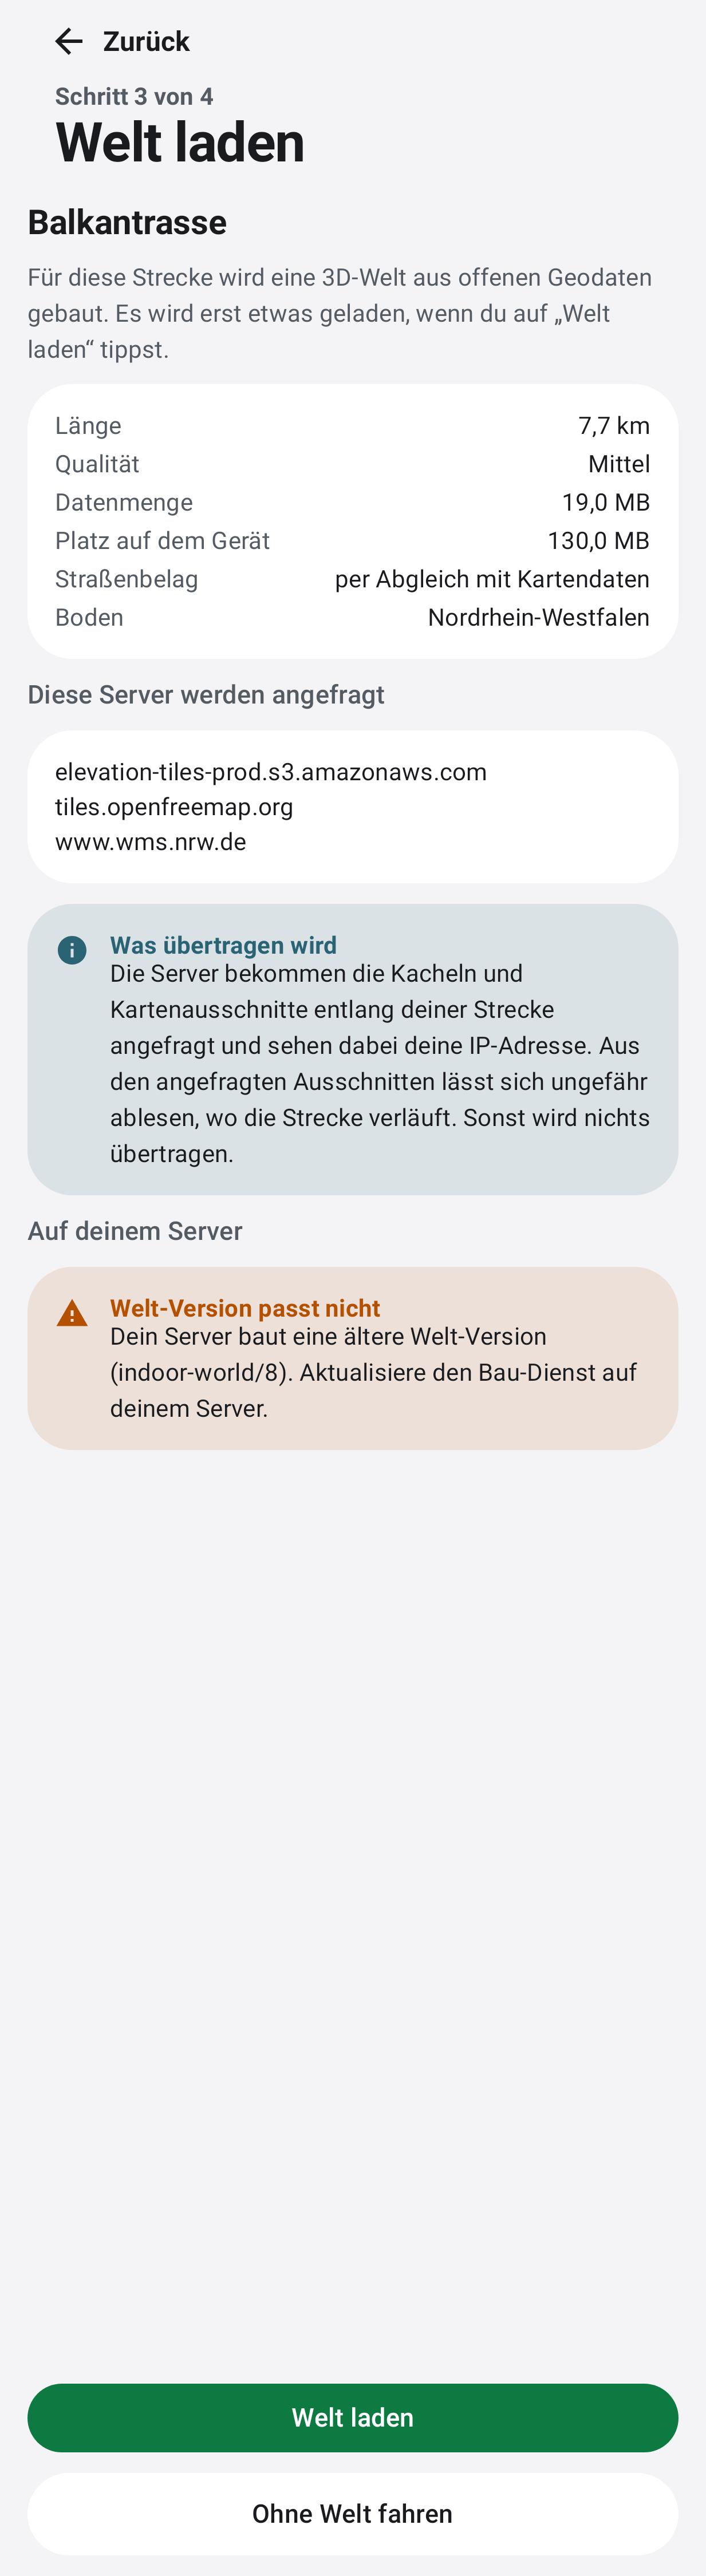 Zurück
Schritt 3 von 4
Welt laden
Balkantrasse
Für diese Strecke wird eine 3D-Welt aus offenen Geodaten
gebaut. Es wird erst etwas geladen, wenn du auf „Welt
laden“ tippst.
Länge 7,7 km
Qualität Mittel
Datenmenge 19,0 MB
Platz auf dem Gerät 130,0 MB
Straßenbelag per Abgleich mit Kartendaten
Boden Nordrhein-Westfalen
Diese Server werden angefragt
elevation-tiles-prod.s3.amazonaws.com
tiles.openfreemap.org
www.wms.nrw.de
Was übertragen wird
Die Server bekommen die Kacheln und
Kartenausschnitte entlang deiner Strecke
angefragt und sehen dabei deine IP-Adresse. Aus
den angefragten Ausschnitten lässt sich ungefähr
ablesen, wo die Strecke verläuft. Sonst wird nichts
übertragen.
Auf deinem Server
Welt-Version passt nicht
Dein Server baut eine ältere Welt-Version
(indoor-world/8). Aktualisiere den Bau-Dienst auf
deinem Server.
Welt laden
Ohne Welt fahren